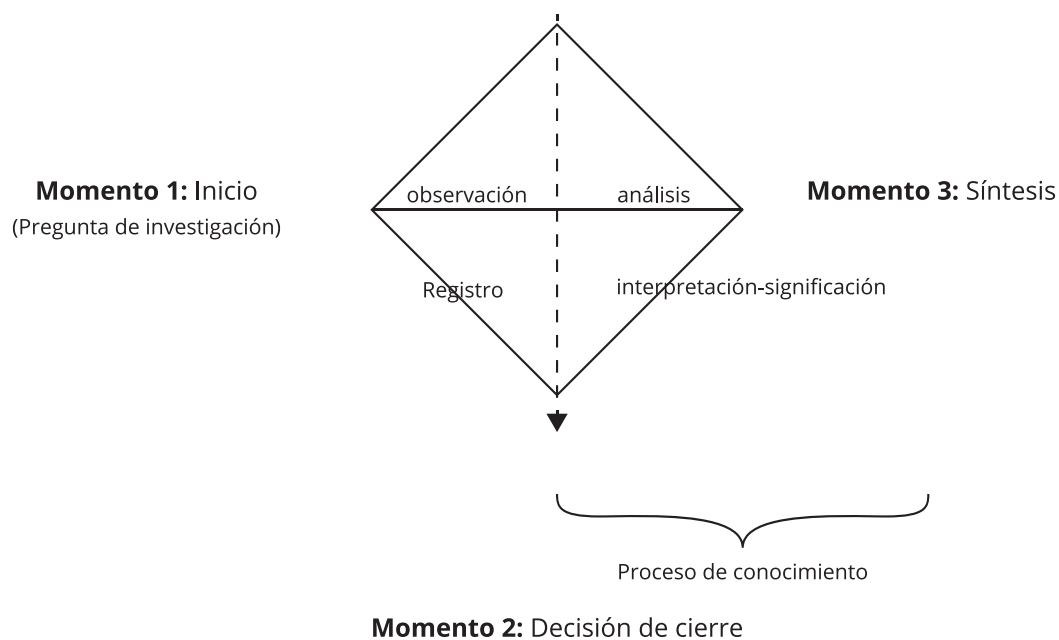 observación
análisis
Momento 1: Inicio
(Pregunta de investigación)
Momento 3: Síntesis
Registro
interpretación-significación
Proceso de conocimiento
Momento 2: Decisión de cierre